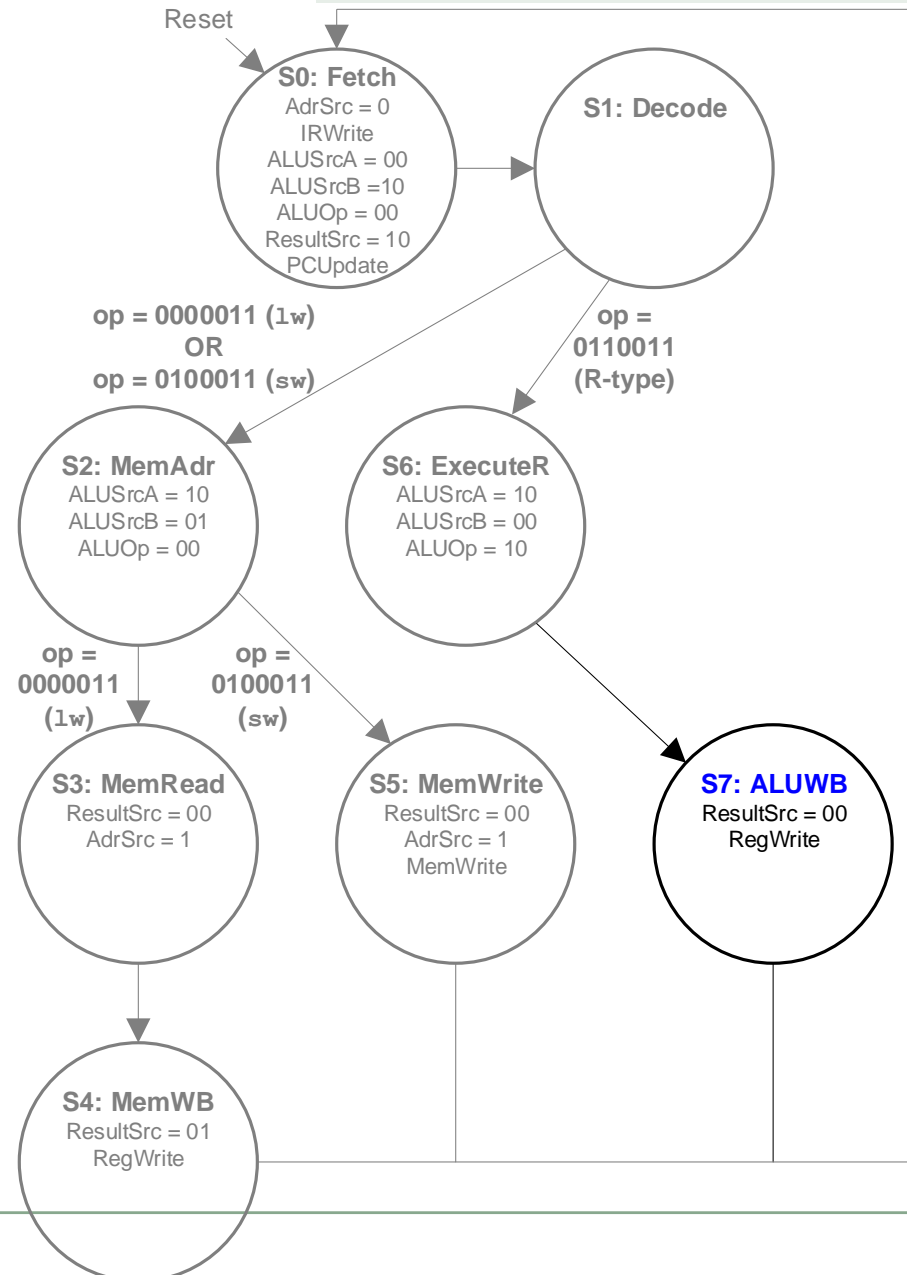 Reset
S0: Fetch
AdrSrc = 0
IRWrite
ALUSrcA = 00
ALUSrcB =10
ALUOp = 00
ResultSrc = 10
PCUpdate
S1: Decode
op = 0000011 (lw)
OR
op = 0100011 (sw)
op =
0110011
(R-type)
S2: MemAdr
ALUSrcA = 10
ALUSrcB = 01
ALUOp = 00
S6: ExecuteR
ALUSrcA = 10
ALUSrcB = 00
ALUOp = 10
op =
0000011
(lw)
op =
0100011
(sw)
S3: MemRead
ResultSrc = 00
AdrSrc = 1
S5: MemWrite
ResultSrc = 00
AdrSrc = 1
MemWrite
S7: ALUWB
ResultSrc = 00
RegWrite
S4: MemWB
ResultSrc = 01
RegWrite